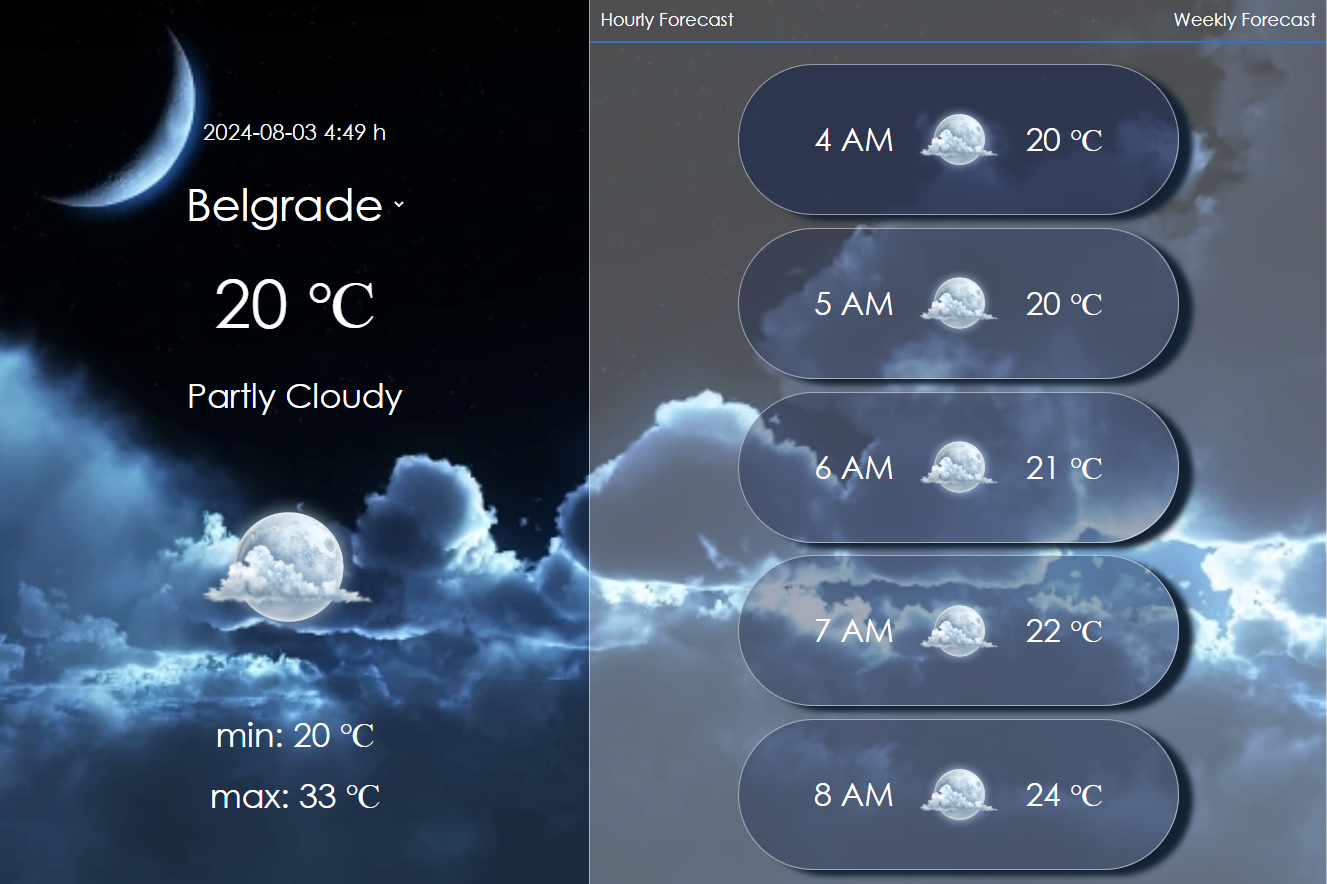 2024-08-03 4:49 h
Belgrade
20 ℃
Partly Cloudy
min: 20 ℃
max: 33 ℃
Hourly Forecast
Weekly Forecast
4 AM 20 ℃
5 AM 20 ℃
6 AM 21 ℃
7 AM 22 ℃
8 AM 24 ℃